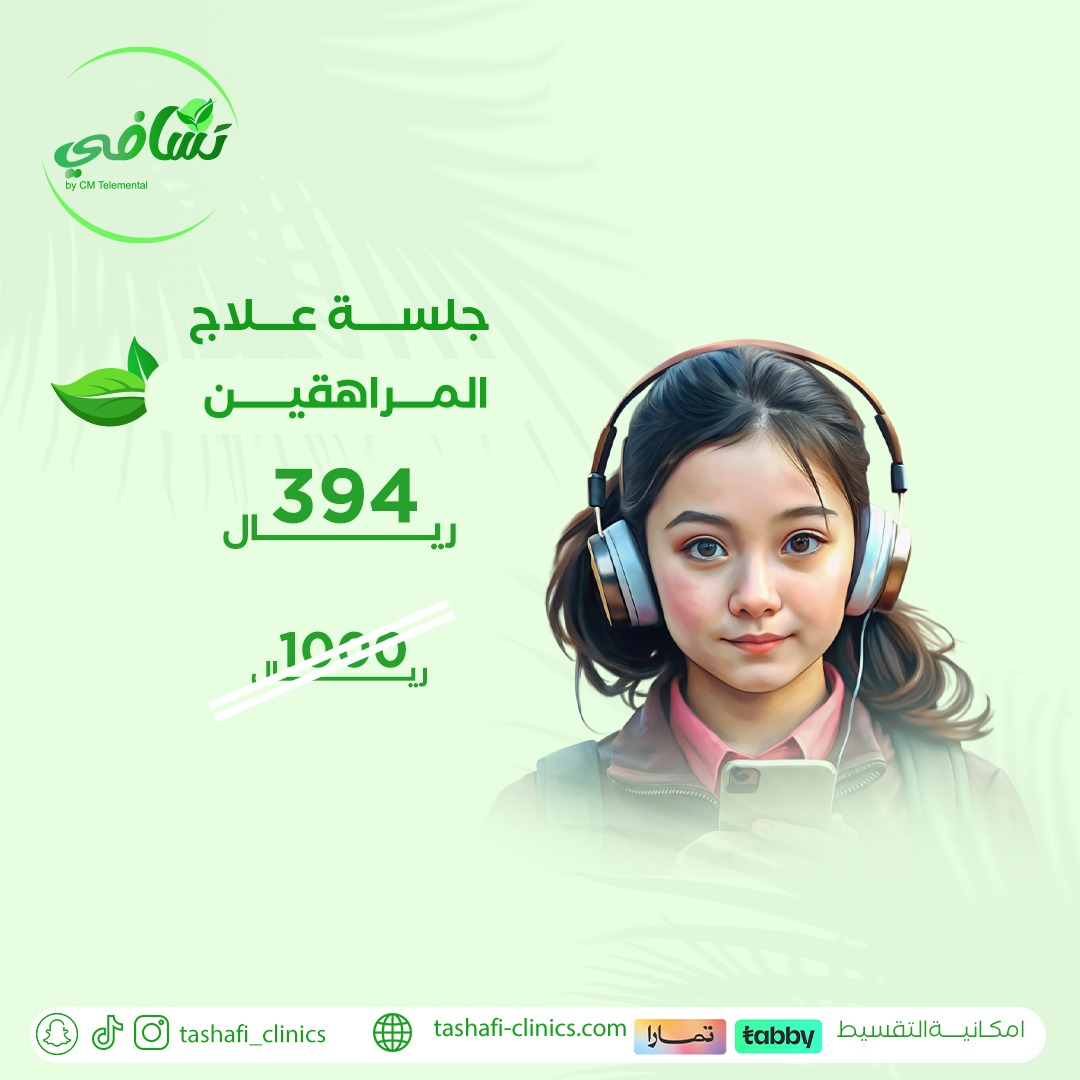 تشافي
by CM Telemental
جلسة علاج
المراهقين
394
ريال
1000
ريال
tashafi_clinics
tashafi-clinics.com
تمارا
tabby
امكانية التقسيط